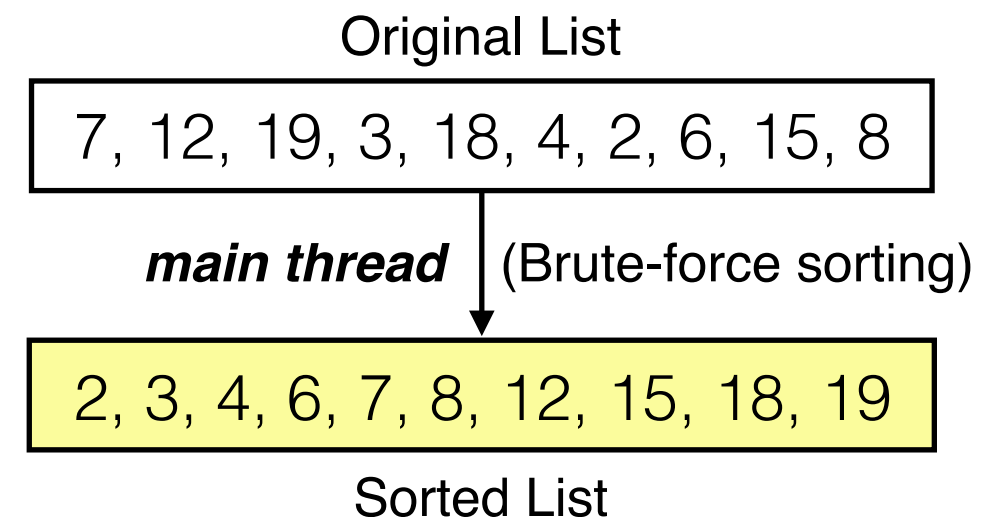 Original List
7, 12, 19, 3, 18, 4, 2, 6, 15, 8
main thread (Brute-force sorting)
2, 3, 4, 6, 7, 8, 12, 15, 18, 19
Sorted List